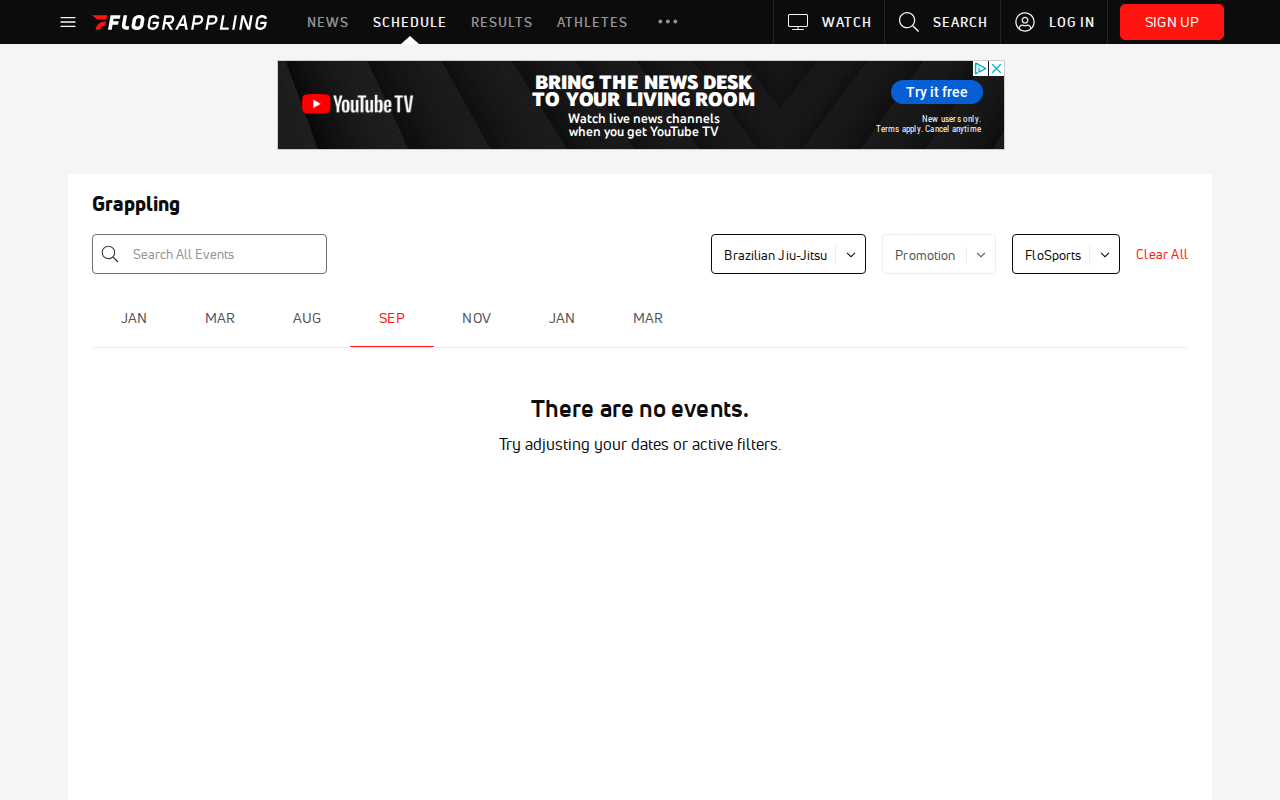 FLOGRAPPLING
NEWS
SCHEDULE
RESULTS
ATHLETES
WATCH
SEARCH
LOG IN
SIGN UP
YouTube TV
BRING THE NEWS DESK
TO YOUR LIVING ROOM
Watch live news channels
when you get YouTube TV
Try it free
New users only.
Terms apply. Cancel anytime
Grappling
Search All Events
Brazilian Jiu-Jitsu
Promotion
FloSports
Clear All
JAN
MAR
AUG
SEP
NOV
JAN
MAR
There are no events.
Try adjusting your dates or active filters.